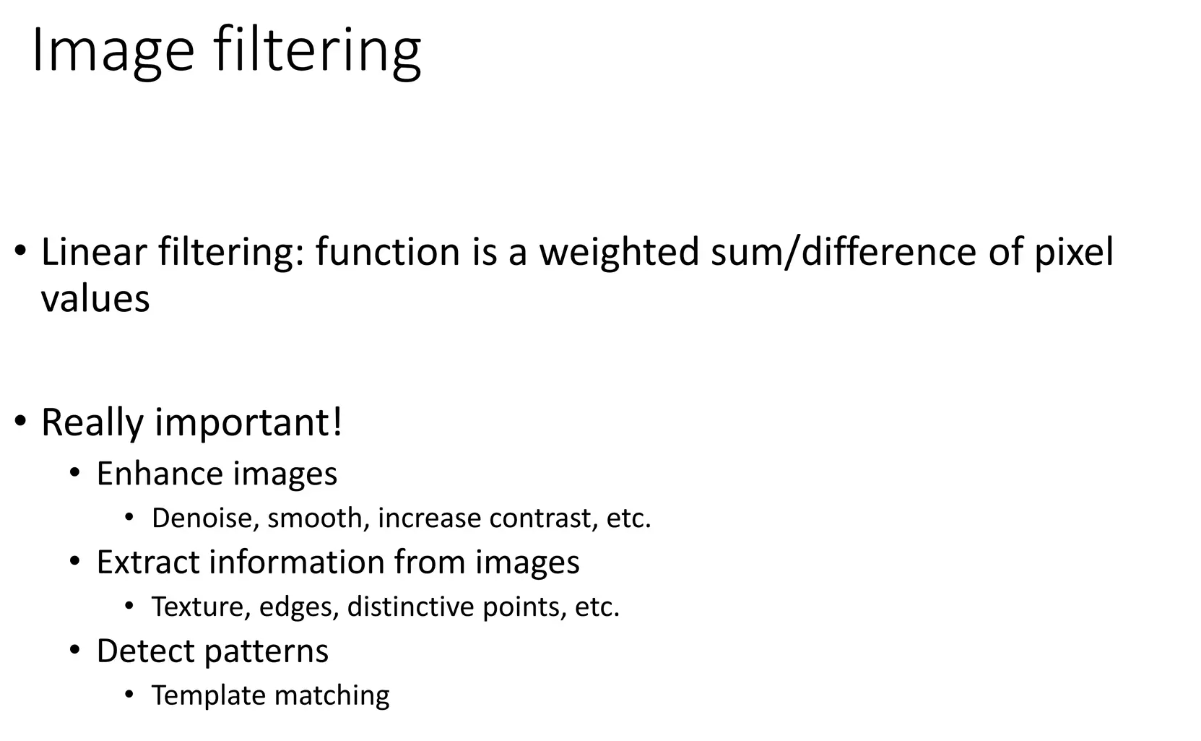 Image filtering
• Linear filtering: function is a weighted sum/difference of pixel
values
• Really important!
• Enhance images
• Denoise, smooth, increase contrast, etc.
• Extract information from images
• Texture, edges, distinctive points, etc.
• Detect patterns
• Template matching